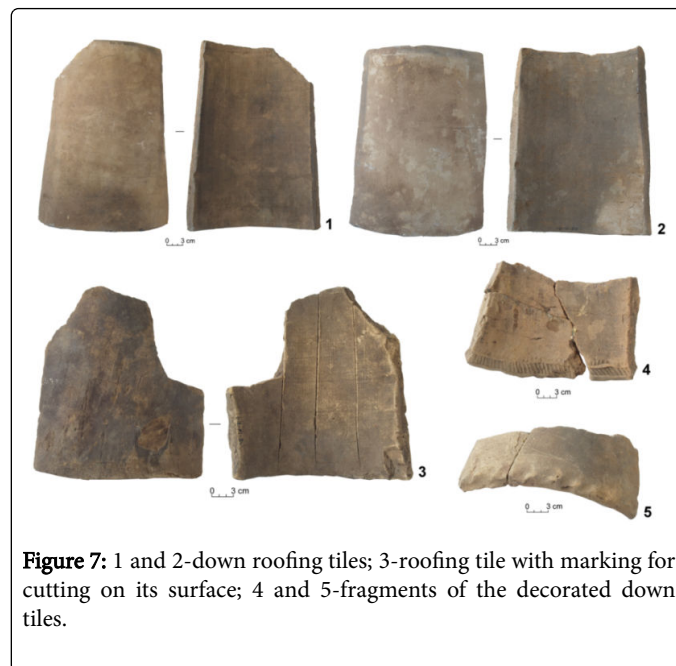 0 3 cm 1
0 3 cm 2
4
0 3 cm
0 3 cm 3
0 3 cm
5
Figure 7: 1 and 2-down roofing tiles; 3-roofing tile with marking for
cutting on its surface; 4 and 5-fragments of the decorated down
tiles.